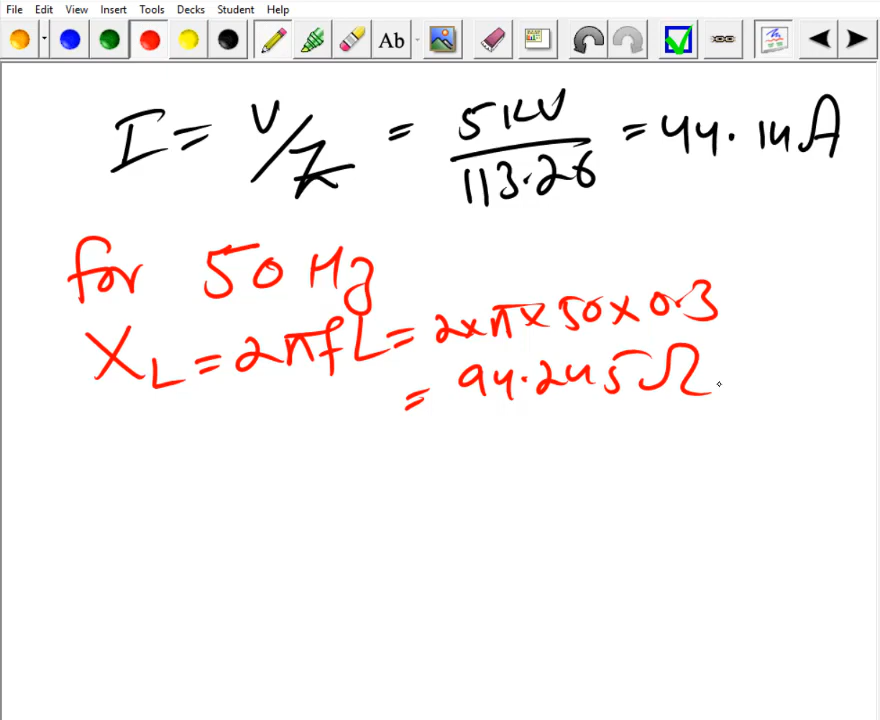 File Edit View Insert Tools Decks Student Help
Ab
I = V/Z = 5KV/113.26 = 44.14A
for 50 Hz
XL = 2πfL = 2×π×50×0.3
= 94.245Ω